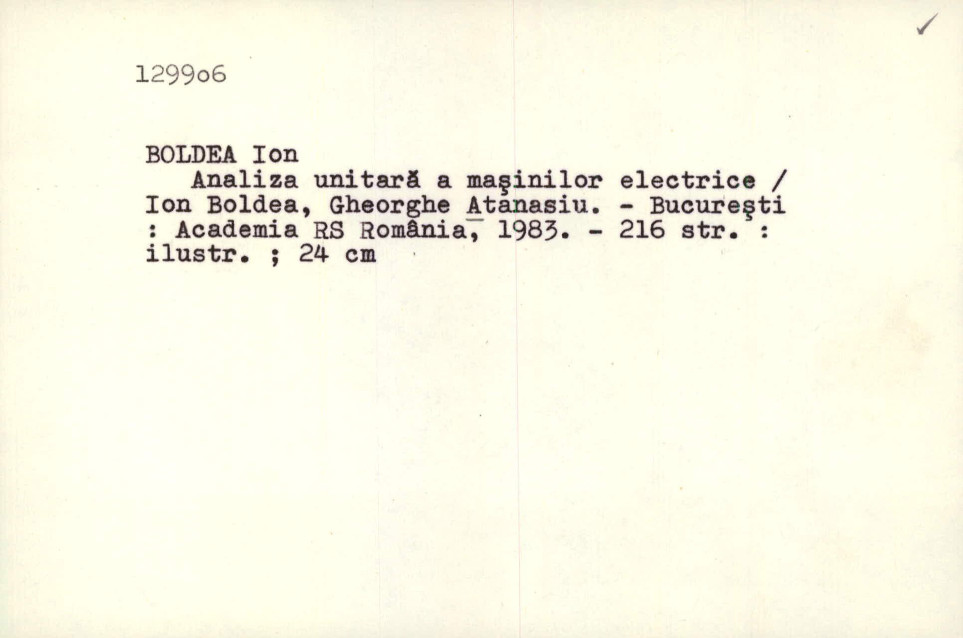 129906
BOLDEA Ion
Analiza unitară a maşinilor electrice /
Ion Boldea, Gheorghe Atanasiu. - Bucureşti
: Academia RS România, 1983. - 216 str. :
ilustr. ; 24 cm